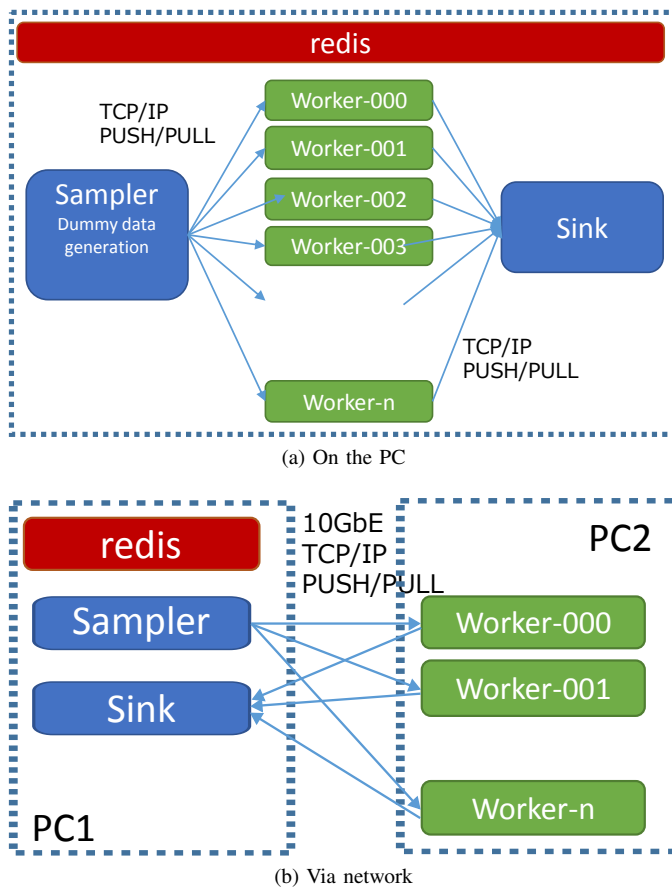 redis
TCP/IP
PUSH/PULL
Worker-000
Worker-001
Worker-002
Worker-003
Worker-n
Sampler
Dummy data
generation
Sink
TCP/IP
PUSH/PULL
(a) On the PC
redis
Sampler
Sink
PC1
10GbE
TCP/IP
PUSH/PULL
PC2
Worker-000
Worker-001
Worker-n
(b) Via network